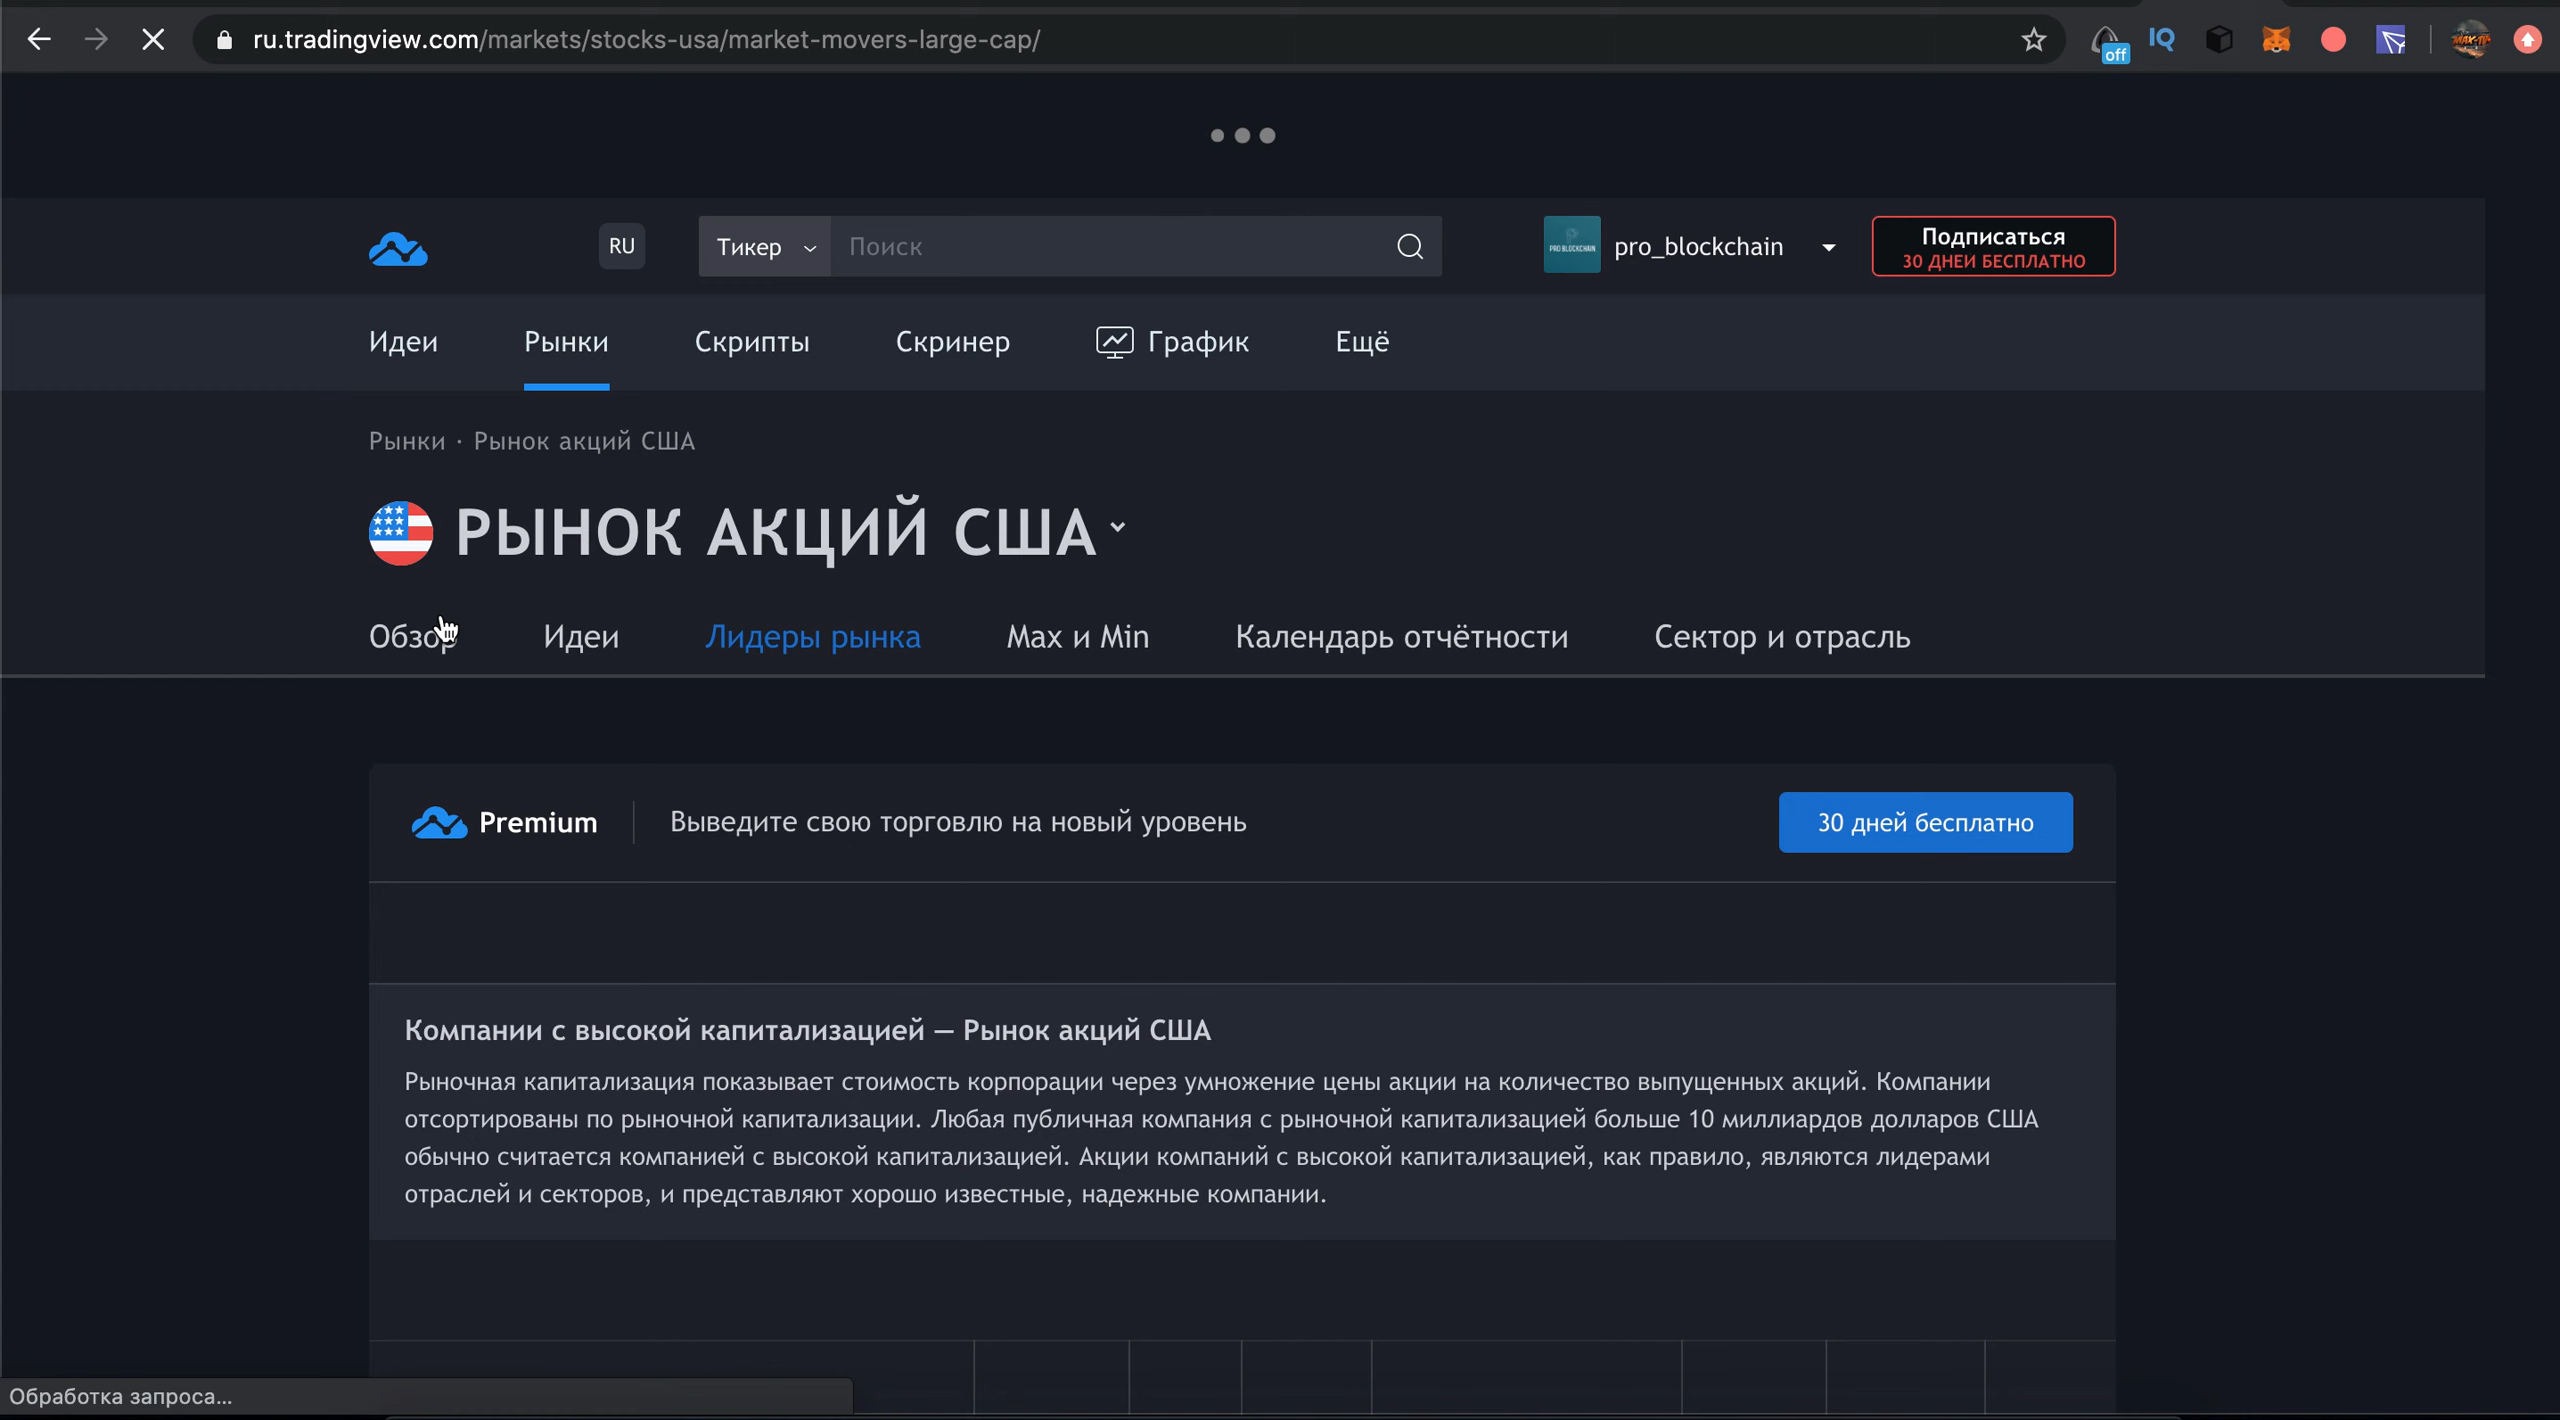 ru.tradingview.com/markets/stocks-usa/market-movers-large-cap/
off
IQ
RU
Тикер
Поиск
PRO BLOCKCHAIN
pro_blockchain
Подписаться
30 ДНЕЙ БЕСПЛАТНО
Идеи
Рынки
Скрипты
Скринер
График
Ещё
Рынки · Рынок акций США
РЫНОК АКЦИЙ США
Обзор
Идеи
Лидеры рынка
Max и Min
Календарь отчётности
Сектор и отрасль
Premium
Выведите свою торговлю на новый уровень
30 дней бесплатно
Компании с высокой капитализацией — Рынок акций США
Рыночная капитализация показывает стоимость корпорации через умножение цены акции на количество выпущенных акций. Компании
отсортированы по рыночной капитализации. Любая публичная компания с рыночной капитализацией больше 10 миллиардов долларов США
обычно считается компанией с высокой капитализацией. Акции компаний с высокой капитализацией, как правило, являются лидерами
отраслей и секторов, и представляют хорошо известные, надежные компании.
Обработка запроса...